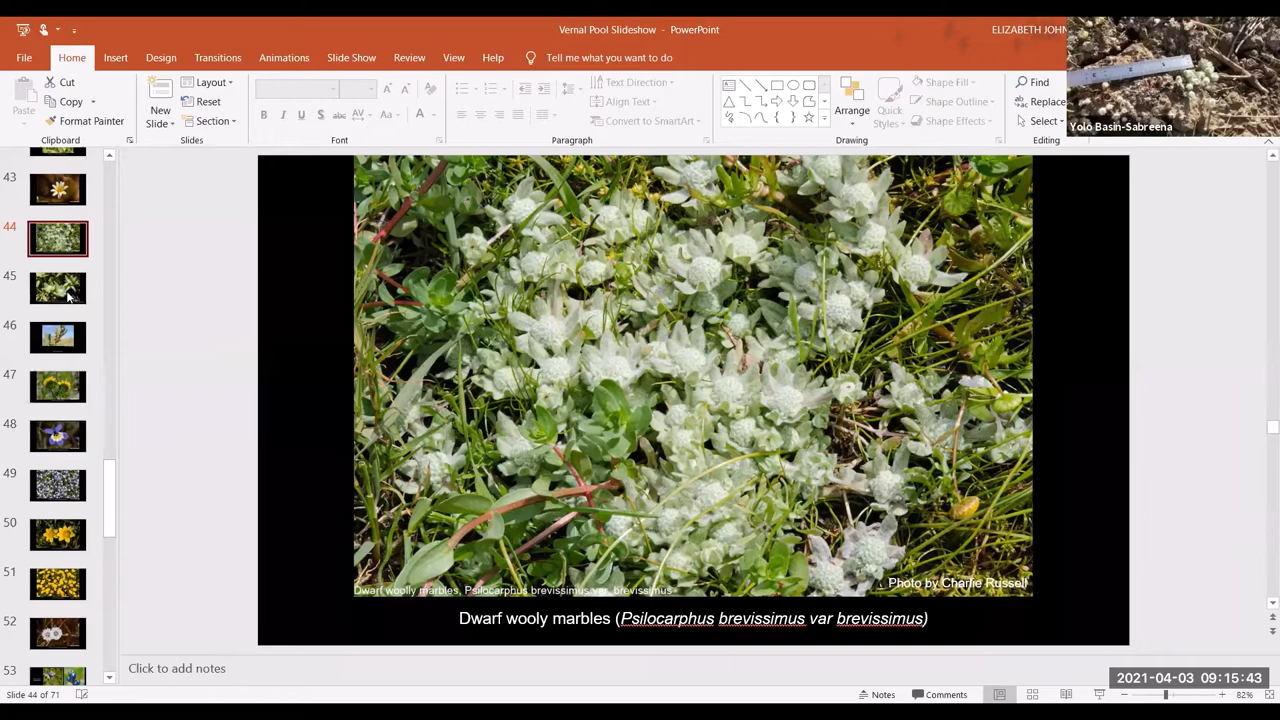 Vernal Pool Slideshow - PowerPoint
ELIZABETH JOHN
File Home Insert Design Transitions Animations Slide Show Review View Help Tell me what you want to do
Paste
Cut
Copy
Format Painter
Clipboard
New Slide
Layout
Reset
Section
Slides
B I U S ab AV Aa A
Font
Text Direction
Align Text
Convert to SmartArt
Paragraph
Arrange
Quick Styles
Shape Fill
Shape Outline
Shape Effects
Drawing
Find
Replace
Select
Editing
Yolo Basin-Sabreena
43
44
45
46
47
48
49
50
51
52
53
Photo by Charlie Russell
Dwarf woolly marbles, Psilocarphus brevissimus var. brevissimus
Dwarf wooly marbles (Psilocarphus brevissimus var brevissimus)
Click to add notes
2021-04-03 09:15:43
Slide 44 of 71
Notes
Comments
82%